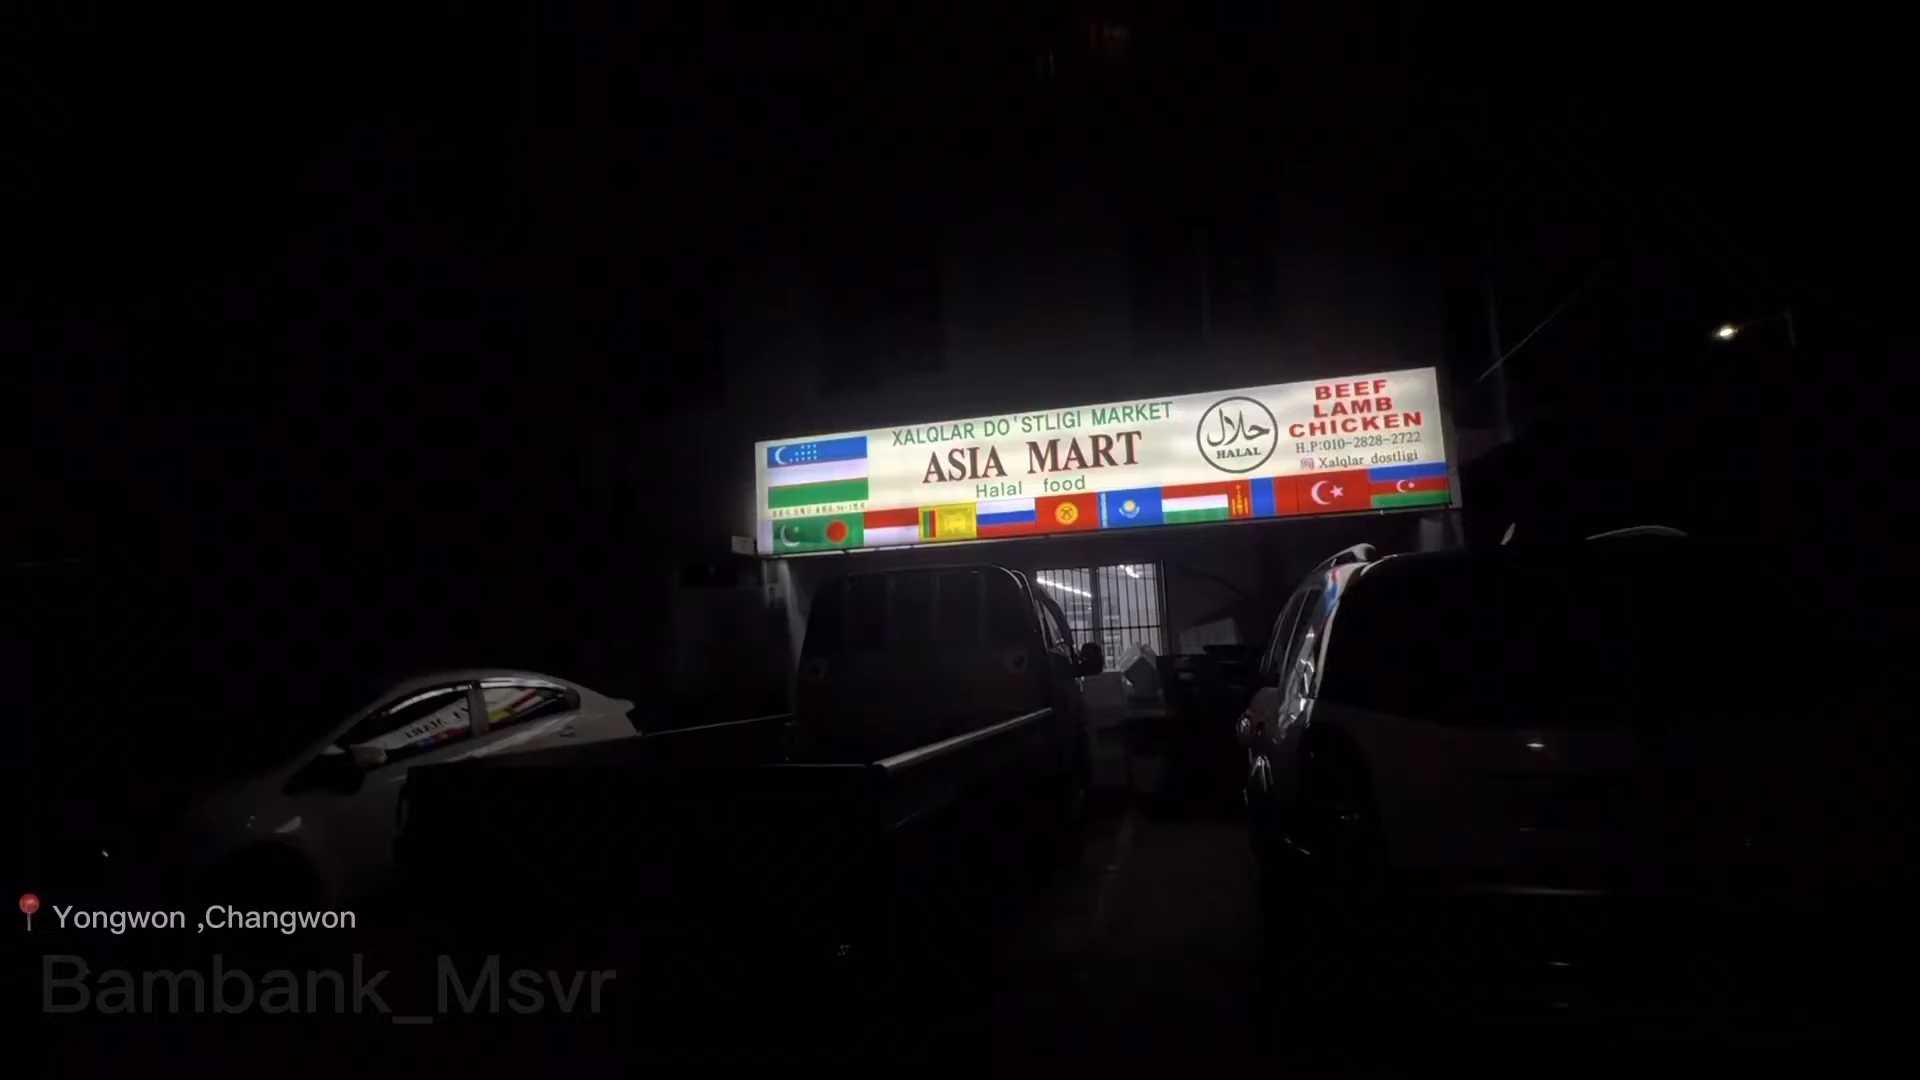 XALQLAR DO'STLIGI MARKET
ASIA MART
Halal food
حلال
HALAL
BEEF
LAMB
CHICKEN
H.P:010-2828-2722
Xalqlar dostligi
Yongwon ,Changwon
Bambank_Msvr